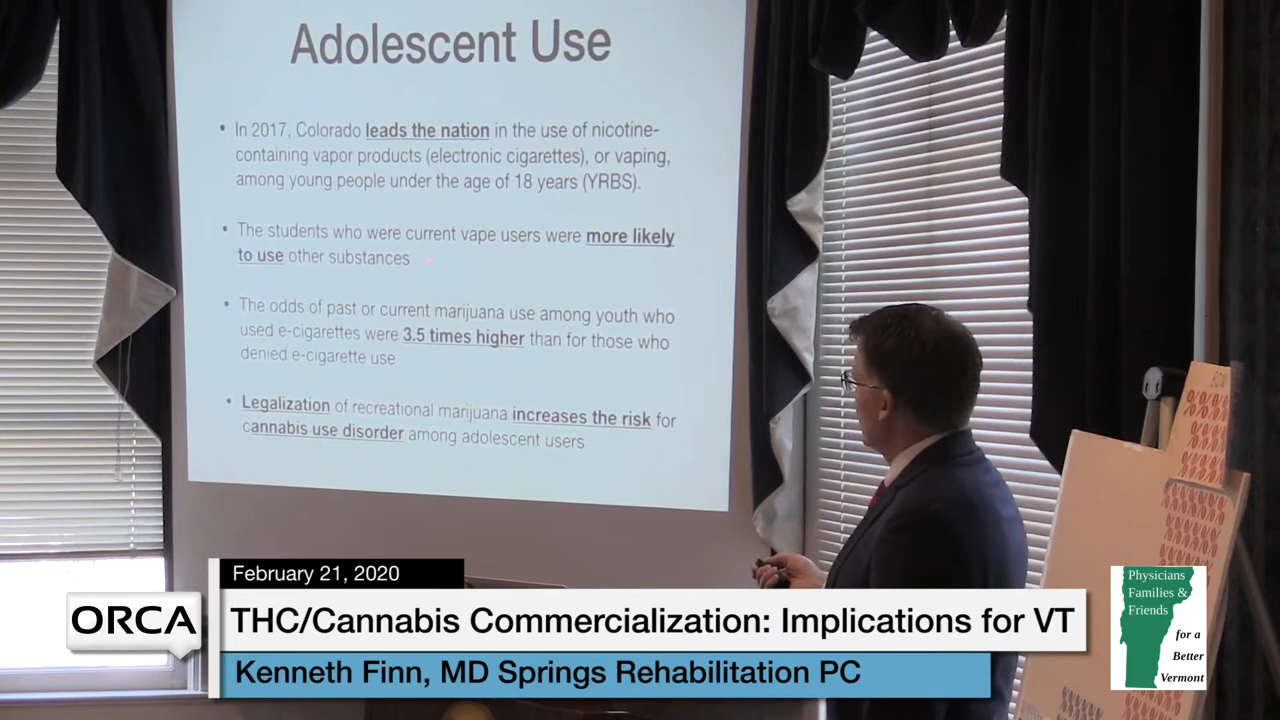 Adolescent Use
• In 2017, Colorado leads the nation in the use of nicotine-
containing vapor products (electronic cigarettes), or vaping,
among young people under the age of 18 years (YRBS).
• The students who were current vape users were more likely
to use other substances
• The odds of past or current marijuana use among youth who
used e-cigarettes were 3.5 times higher than for those who
denied e-cigarette use
• Legalization of recreational marijuana increases the risk for
cannabis use disorder among adolescent users
February 21, 2020
ORCA
THC/Cannabis Commercialization: Implications for VT
Kenneth Finn, MD Springs Rehabilitation PC
Physicians
Families &
Friends
for a
Better
Vermont